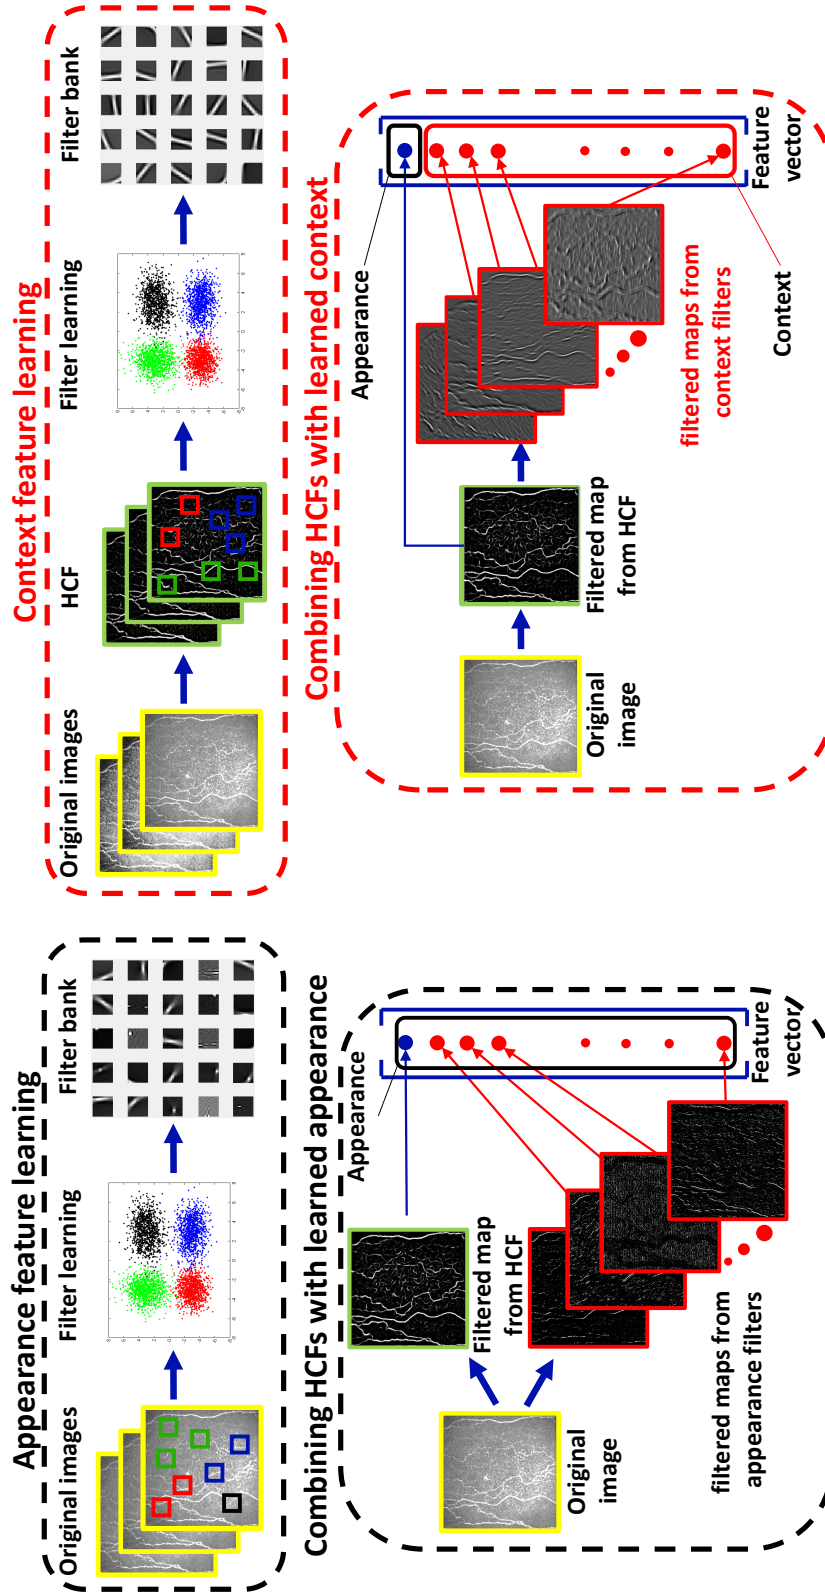 Appearance feature learning
Original images
Filter learning
Filter bank
Combining HCFs with learned appearance
Original
image
Filtered map
from HCF
filtered maps from
appearance filters
Appearance
Feature
vector
Context feature learning
Original images
HCF
Filter learning
Filter bank
Combining HCFs with learned context
Original
image
Filtered map
from HCF
filtered maps from
context filters
Appearance
Context
Feature
vector